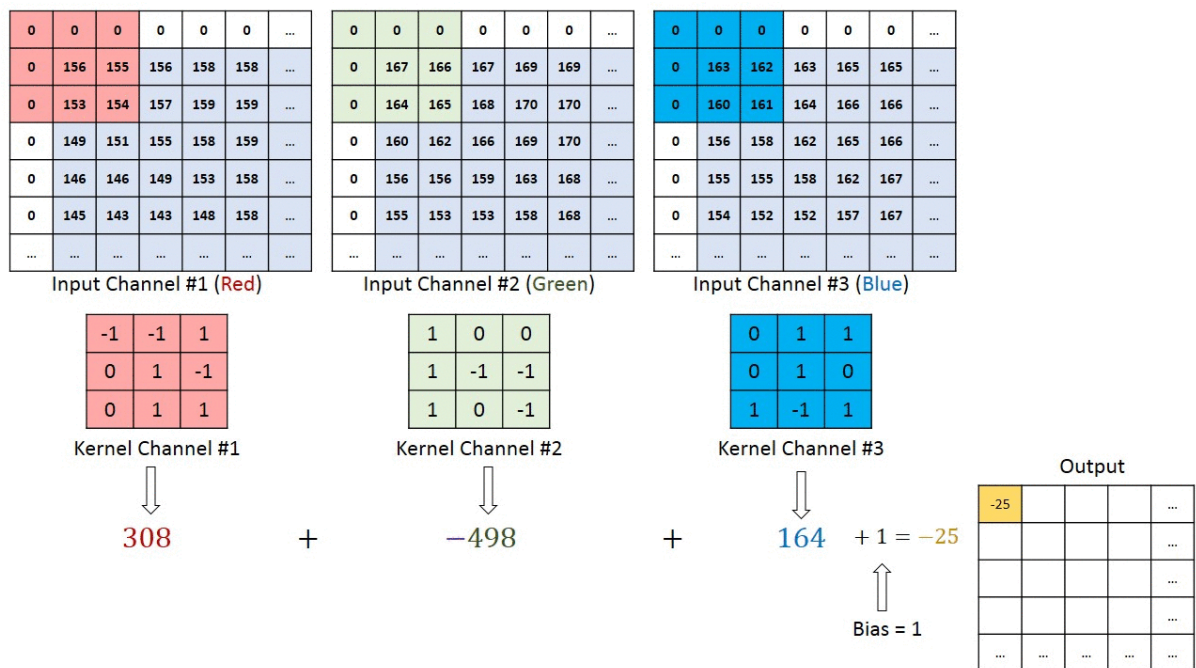 0 0 0 0 0 0 ...
0 156 155 156 158 158 ...
0 153 154 157 159 159 ...
0 149 151 155 158 159 ...
0 146 146 149 153 158 ...
0 145 143 143 148 158 ...
... ... ... ... ... ... ...
Input Channel #1 (Red)
0 0 0 0 0 0 ...
0 167 166 167 169 169 ...
0 164 165 168 170 170 ...
0 160 162 166 169 170 ...
0 156 156 159 163 168 ...
0 155 153 153 158 168 ...
... ... ... ... ... ... ...
Input Channel #2 (Green)
0 0 0 0 0 0 ...
0 163 162 163 165 165 ...
0 160 161 164 166 166 ...
0 156 158 162 165 166 ...
0 155 155 158 162 167 ...
0 154 152 152 157 167 ...
... ... ... ... ... ... ...
Input Channel #3 (Blue)
-1 -1 1
0 1 -1
0 1 1
Kernel Channel #1
1 0 0
1 -1 -1
1 0 -1
Kernel Channel #2
0 1 1
0 1 0
1 -1 1
Kernel Channel #3
308 + −498 + 164 + 1 = −25
Bias = 1
Output
-25 ...
...
...
...
... ... ... ... ...